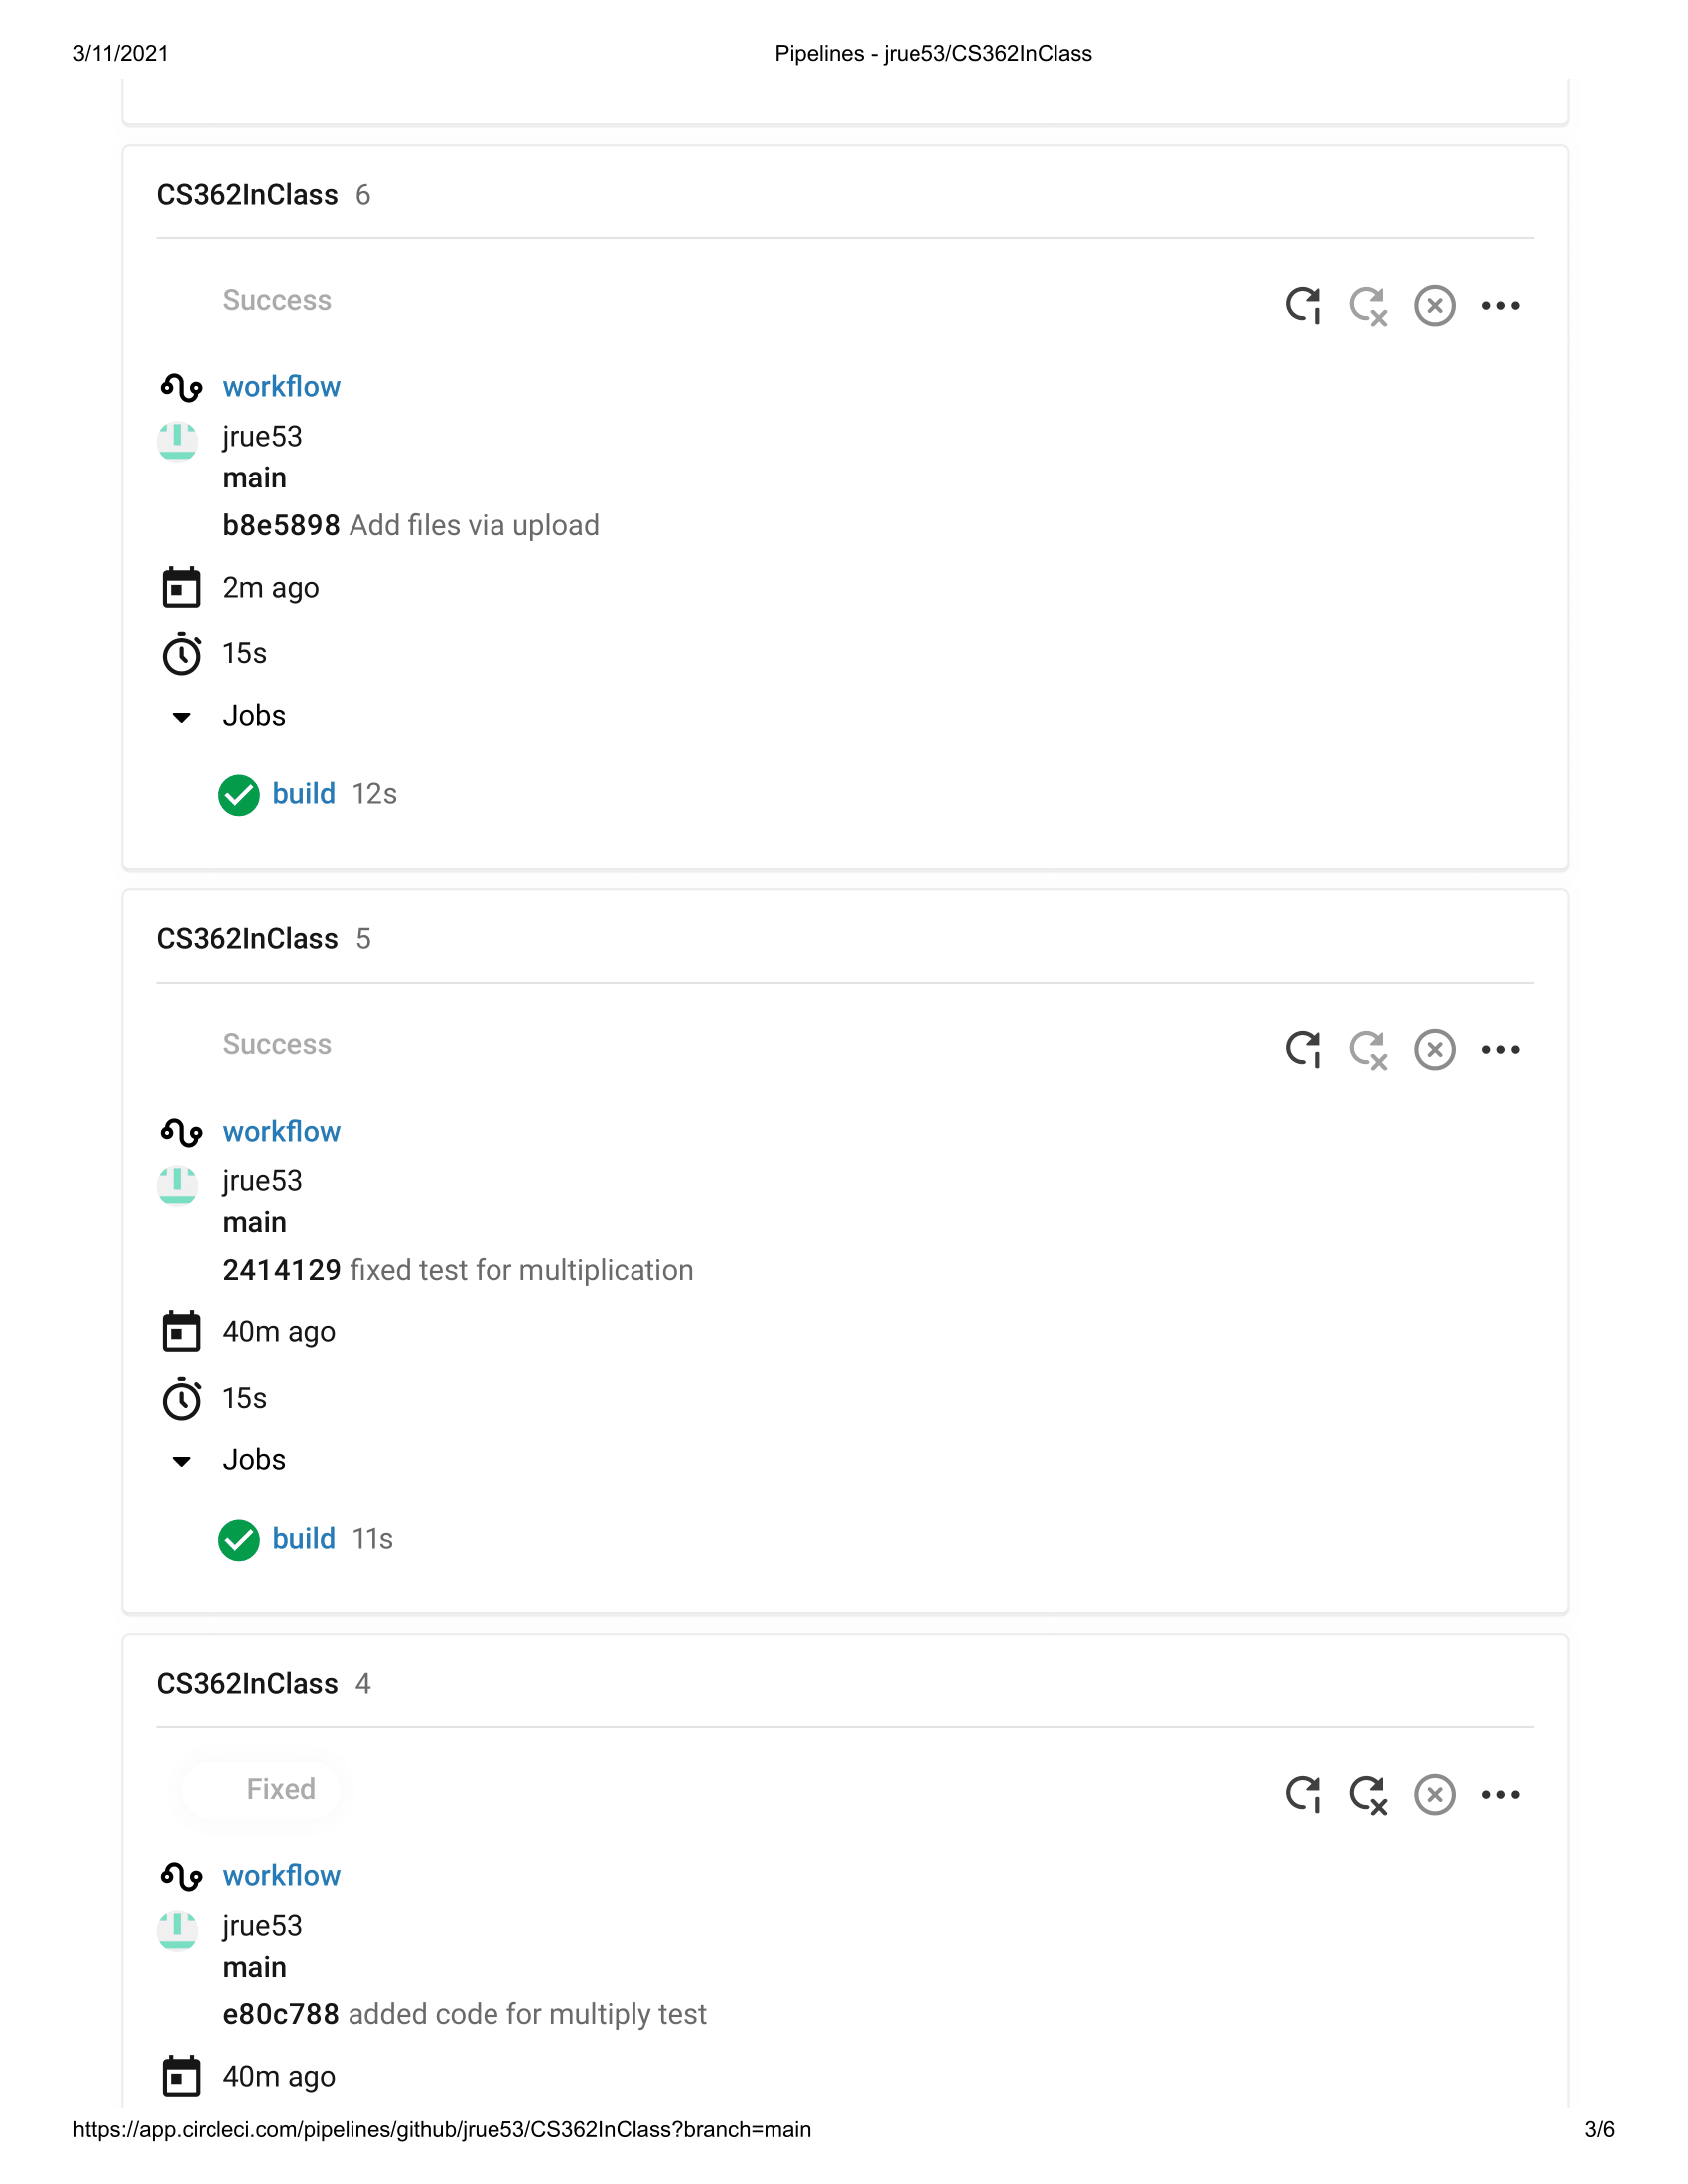 3/11/2021 Pipelines - jrue53/CS362InClass
CS362InClass 6
Success
workflow
jrue53
main
b8e5898 Add files via upload
2m ago
15s
Jobs
build 12s
CS362InClass 5
Success
workflow
jrue53
main
2414129 fixed test for multiplication
40m ago
15s
Jobs
build 11s
CS362InClass 4
Fixed
workflow
jrue53
main
e80c788 added code for multiply test
40m ago
https://app.circleci.com/pipelines/github/jrue53/CS362InClass?branch=main 3/6